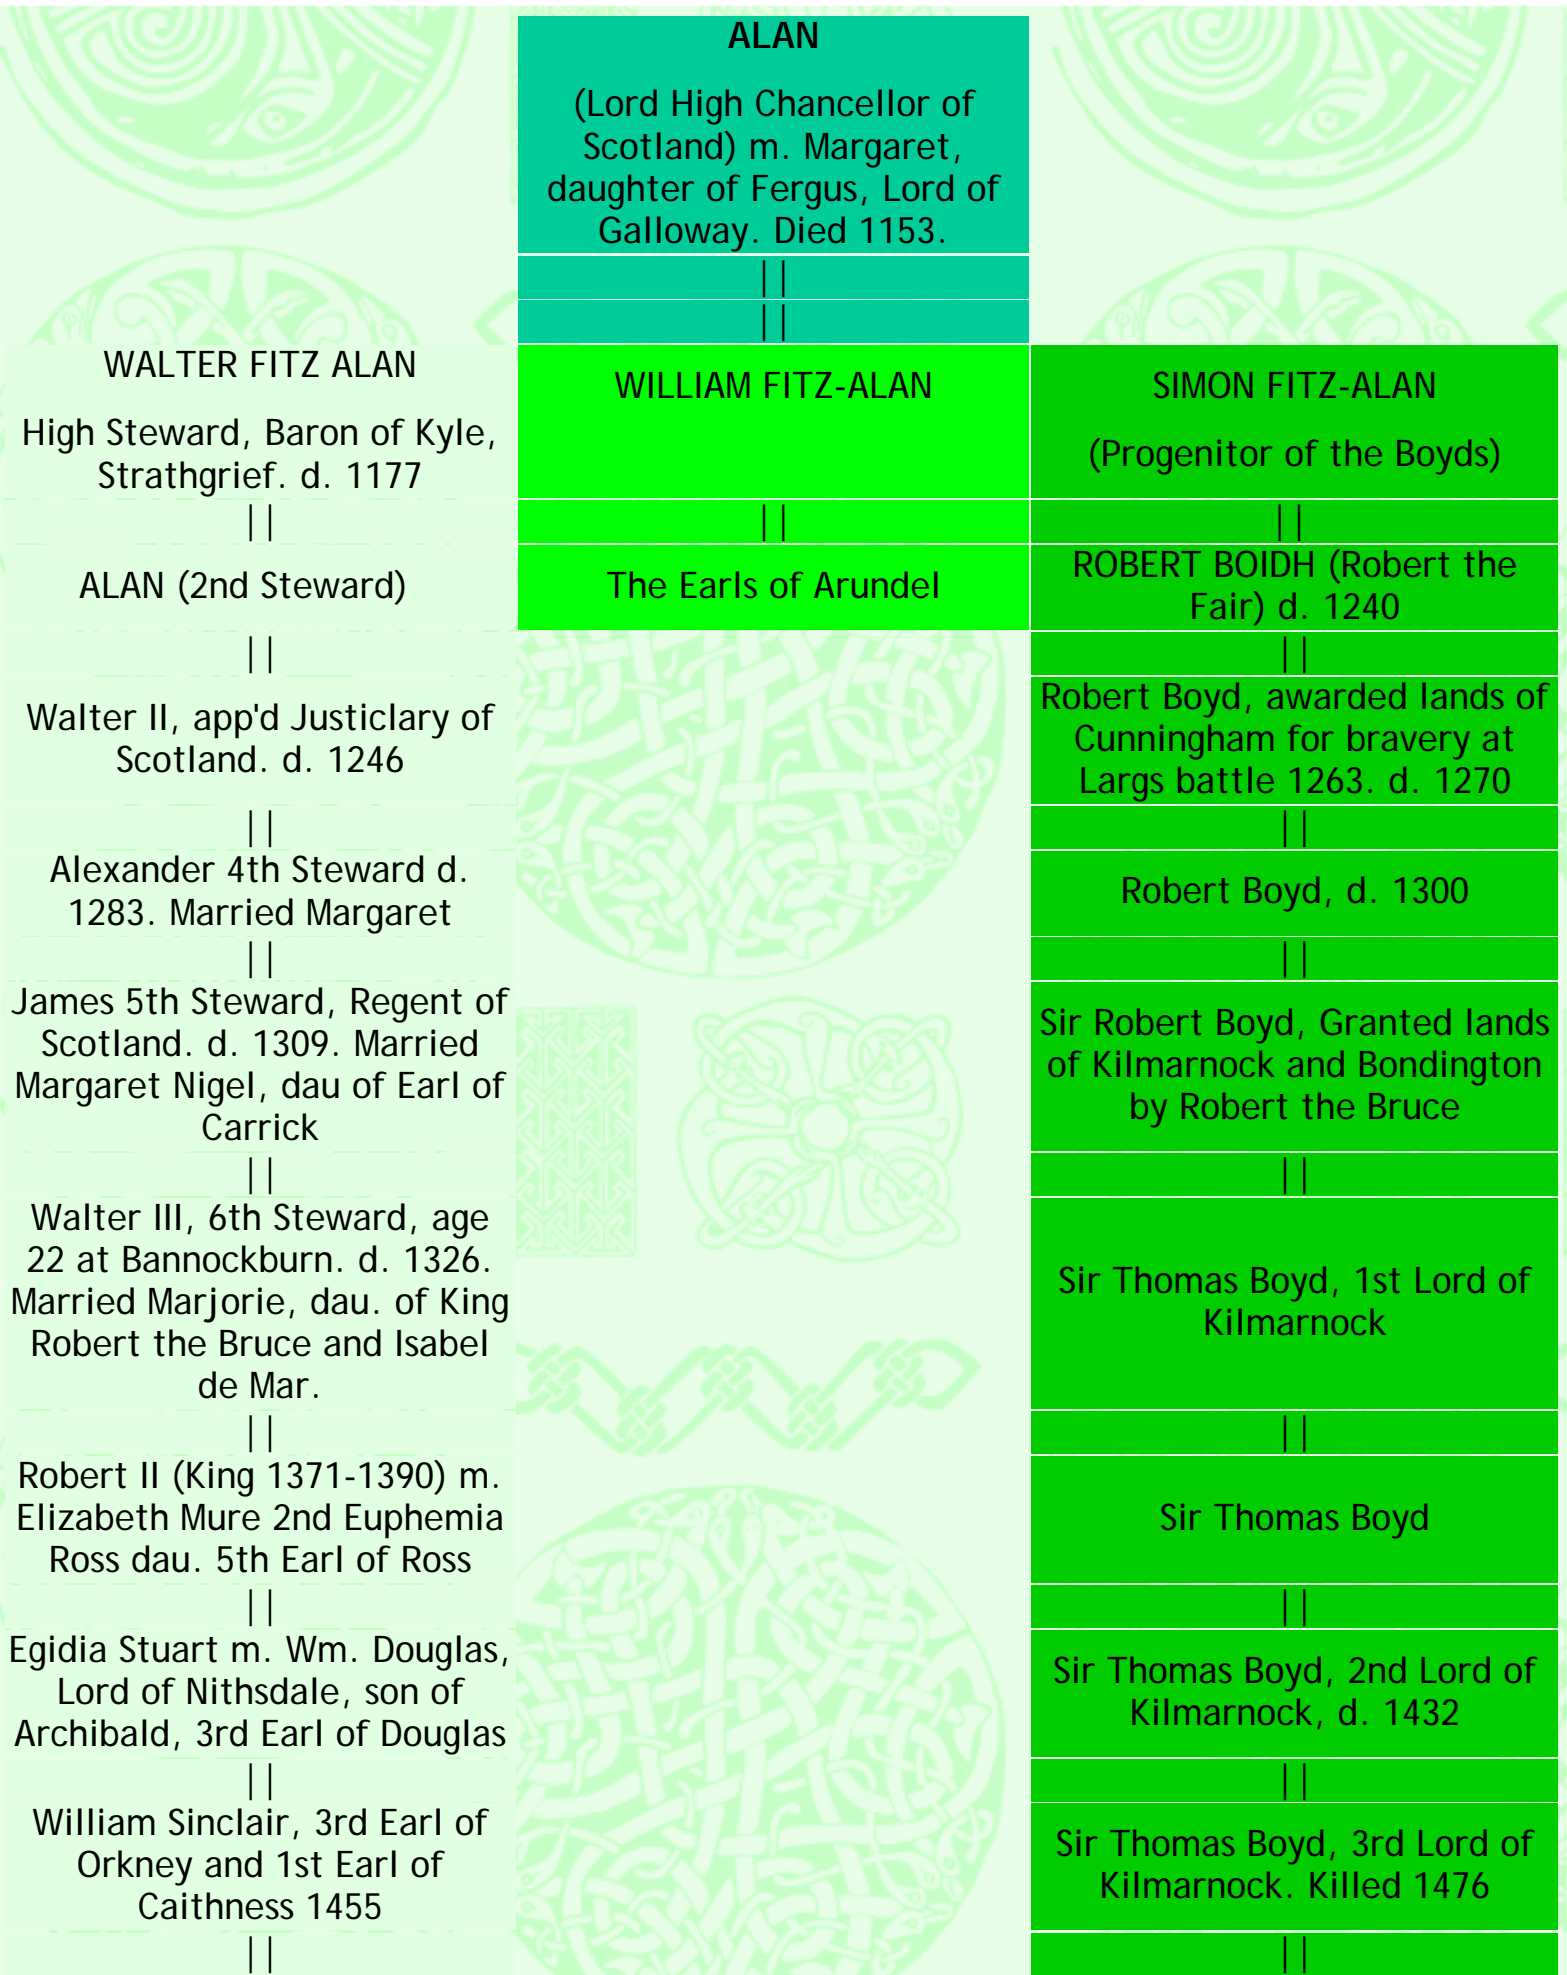 ALAN
(Lord High Chancellor of
Scotland) m. Margaret,
daughter of Fergus, Lord of
Galloway. Died 1153.
||
||
WALTER FITZ ALAN
High Steward, Baron of Kyle,
Strathgrief. d. 1177
||
ALAN (2nd Steward)
||
Walter II, app'd Justiclary of
Scotland. d. 1246
||
Alexander 4th Steward d.
1283. Married Margaret
||
James 5th Steward, Regent of
Scotland. d. 1309. Married
Margaret Nigel, dau of Earl of
Carrick
||
Walter III, 6th Steward, age
22 at Bannockburn. d. 1326.
Married Marjorie, dau. of King
Robert the Bruce and Isabel
de Mar.
||
Robert II (King 1371-1390) m.
Elizabeth Mure 2nd Euphemia
Ross dau. 5th Earl of Ross
||
Egidia Stuart m. Wm. Douglas,
Lord of Nithsdale, son of
Archibald, 3rd Earl of Douglas
||
William Sinclair, 3rd Earl of
Orkney and 1st Earl of
Caithness 1455
||
WILLIAM FITZ-ALAN
||
The Earls of Arundel
SIMON FITZ-ALAN
(Progenitor of the Boyds)
||
ROBERT BOIDH (Robert the
Fair) d. 1240
||
Robert Boyd, awarded lands of
Cunningham for bravery at
Largs battle 1263. d. 1270
||
Robert Boyd, d. 1300
||
Sir Robert Boyd, Granted lands
of Kilmarnock and Bondington
by Robert the Bruce
||
Sir Thomas Boyd, 1st Lord of
Kilmarnock
||
Sir Thomas Boyd
||
Sir Thomas Boyd, 2nd Lord of
Kilmarnock, d. 1432
||
Sir Thomas Boyd, 3rd Lord of
Kilmarnock. Killed 1476
||